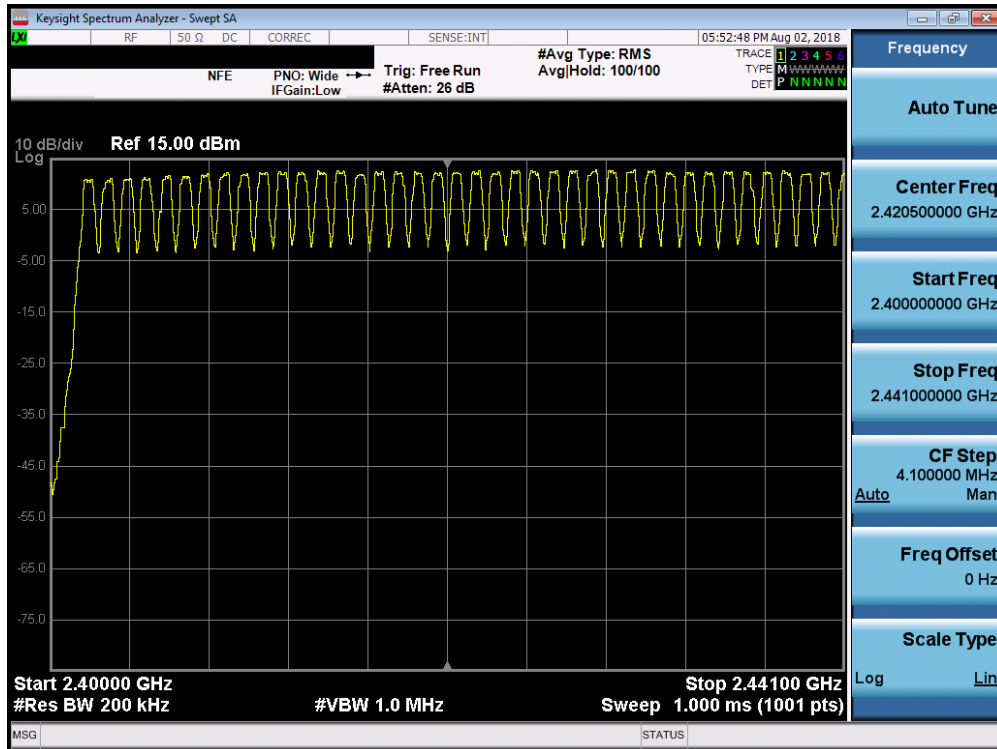 Keysight Spectrum Analyzer - Swept SA
LXI RF 50 Ω DC CORREC SENSE:INT 05:52:48 PM Aug 02, 2018
NFE PNO: Wide Trig: Free Run #Avg Type: RMS TRACE 1 2 3 4 5 6
IFGain:Low #Atten: 26 dB Avg|Hold: 100/100 TYPE M WWWWW
DET P N N N N N
10 dB/div Ref 15.00 dBm
Log
5.00
-5.00
-15.0
-25.0
-35.0
-45.0
-55.0
-65.0
-75.0
Start 2.40000 GHz Stop 2.44100 GHz
#Res BW 200 kHz #VBW 1.0 MHz Sweep 1.000 ms (1001 pts)
MSG STATUS
Frequency
Auto Tune
Center Freq
2.420500000 GHz
Start Freq
2.400000000 GHz
Stop Freq
2.441000000 GHz
CF Step
4.100000 MHz
Auto Man
Freq Offset
0 Hz
Scale Type
Log Lin